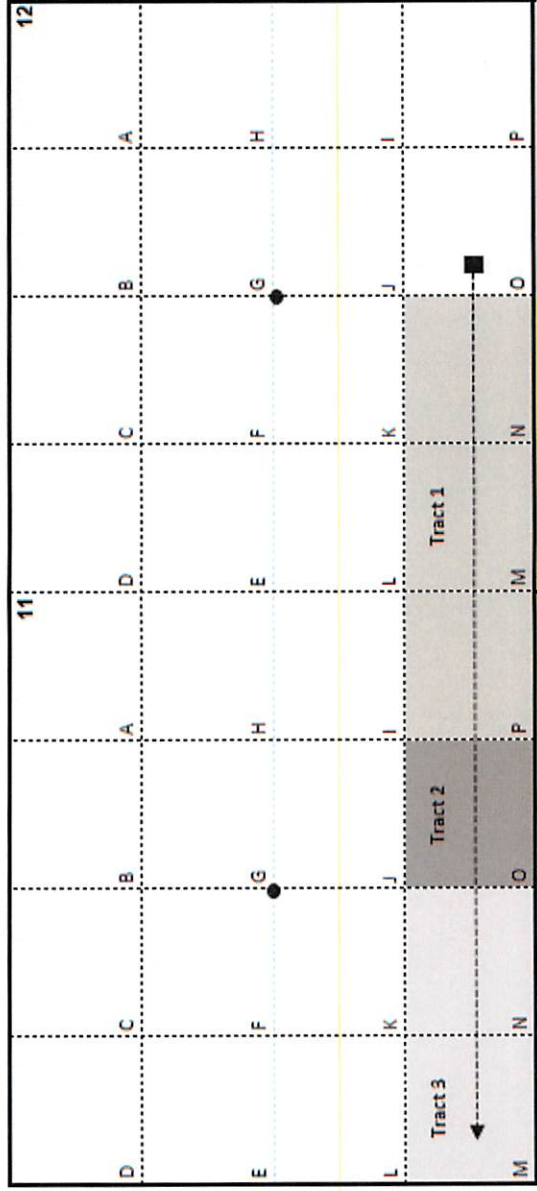 11 12
D C B A D C B A
E F G H E F G H
L K J I L K J I
Tract 3 Tract 2 Tract 1
M N O P M N O P